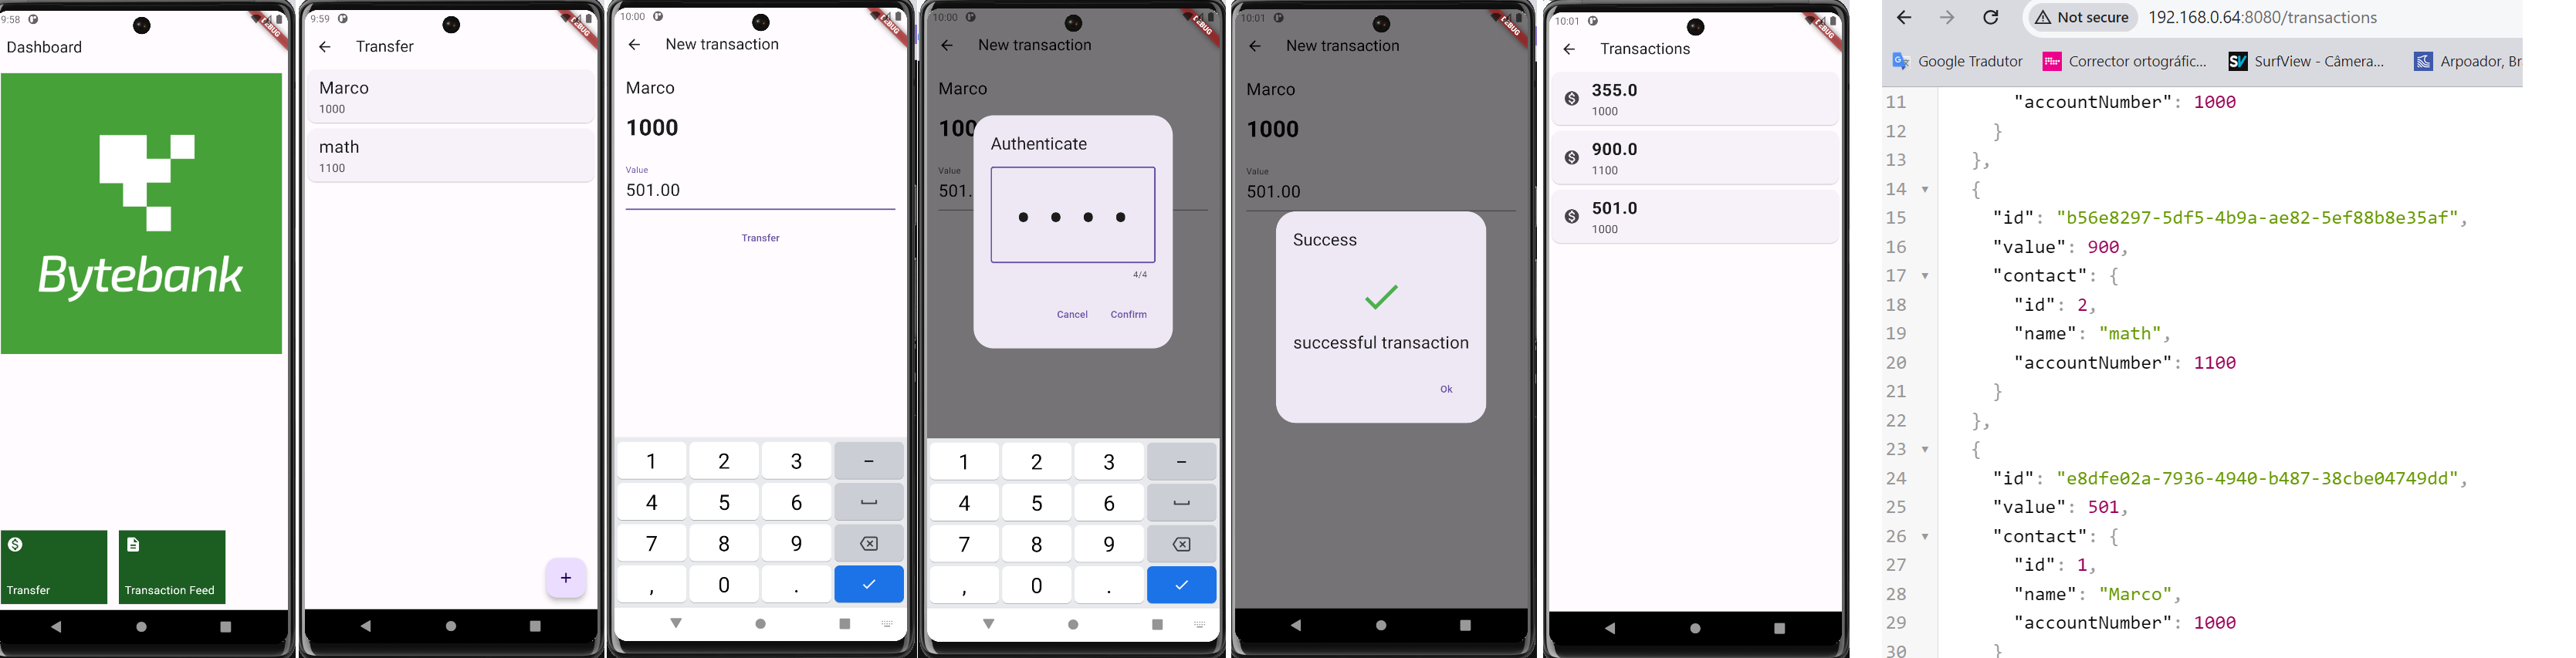 9:58
DEBUG
Dashboard
Bytebank
Transfer
Transaction Feed
9:59
DEBUG
Transfer
Marco
1000
math
1100
+
10:00
DEBUG
New transaction
Marco
1000
Value
501.00
Transfer
1 2 3 -
4 5 6
7 8 9
, 0 .
10:00
DEBUG
New transaction
Marco
100
Value
501.
Authenticate
4/4
Cancel Confirm
1 2 3 -
4 5 6
7 8 9
, 0 .
10:01
DEBUG
New transaction
Marco
1000
Value
501.00
Success
successful transaction
Ok
10:01
DEBUG
Transactions
355.0
1000
900.0
1100
501.0
1000
Not secure 192.168.0.64:8080/transactions
Google Tradutor Corrector ortográfic... SurfView - Câmera... Arpoador, Br
11 "accountNumber": 1000
12 }
13 },
14 {
15 "id": "b56e8297-5df5-4b9a-ae82-5ef88b8e35af",
16 "value": 900,
17 "contact": {
18 "id": 2,
19 "name": "math",
20 "accountNumber": 1100
21 }
22 },
23 {
24 "id": "e8dfe02a-7936-4940-b487-38cbe04749dd",
25 "value": 501,
26 "contact": {
27 "id": 1,
28 "name": "Marco",
29 "accountNumber": 1000
30 }